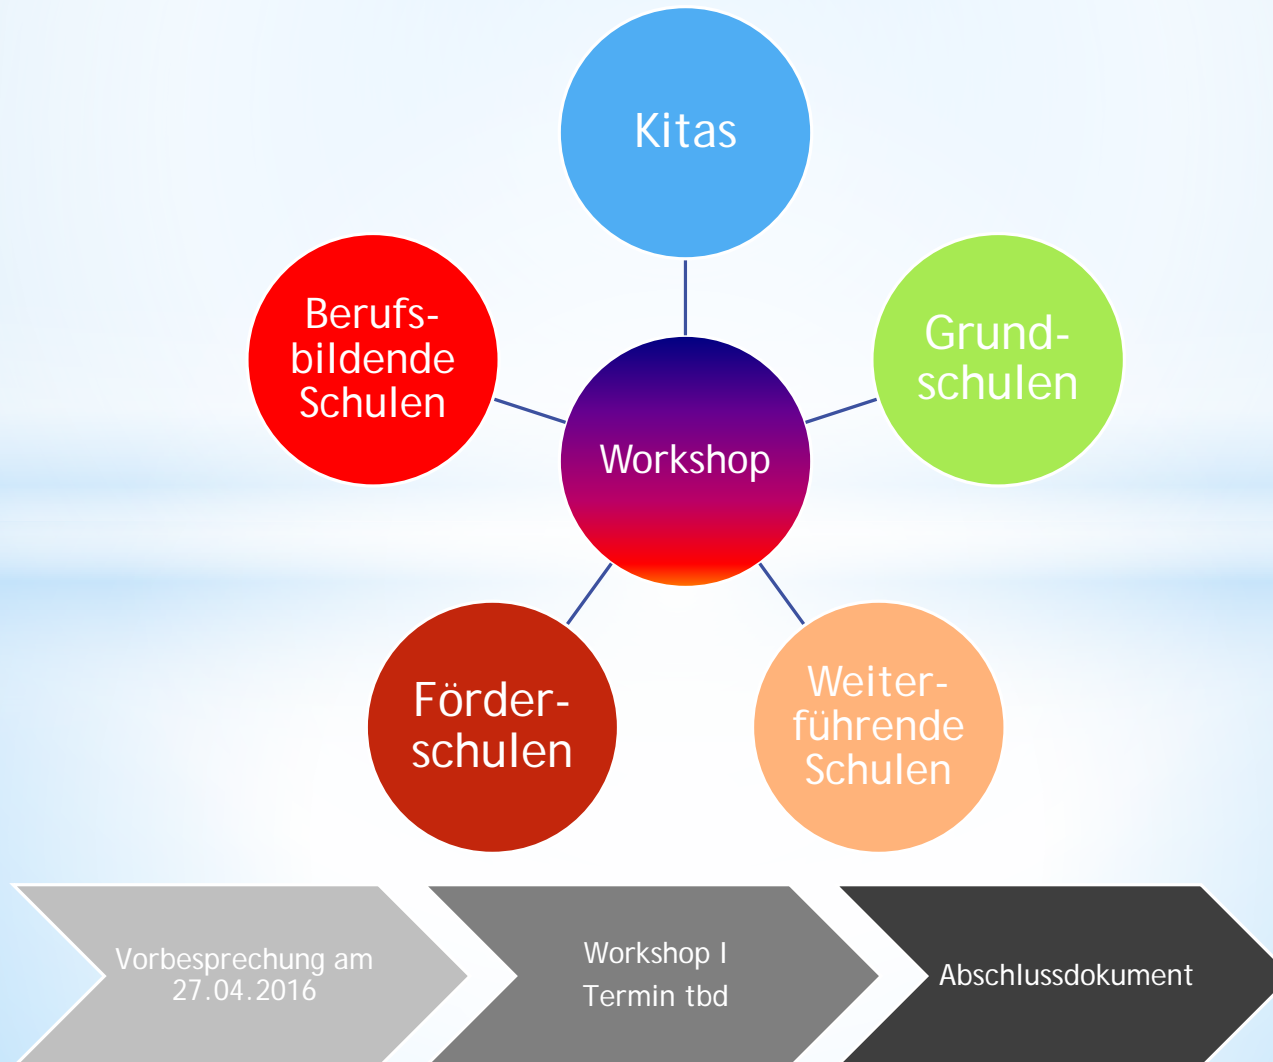 Kitas
Berufs-
bildende
Schulen
Grund-
schulen
Workshop
Förder-
schulen
Weiter-
führende
Schulen
Vorbesprechung am
27.04.2016
Workshop I
Termin tbd
Abschlussdokument